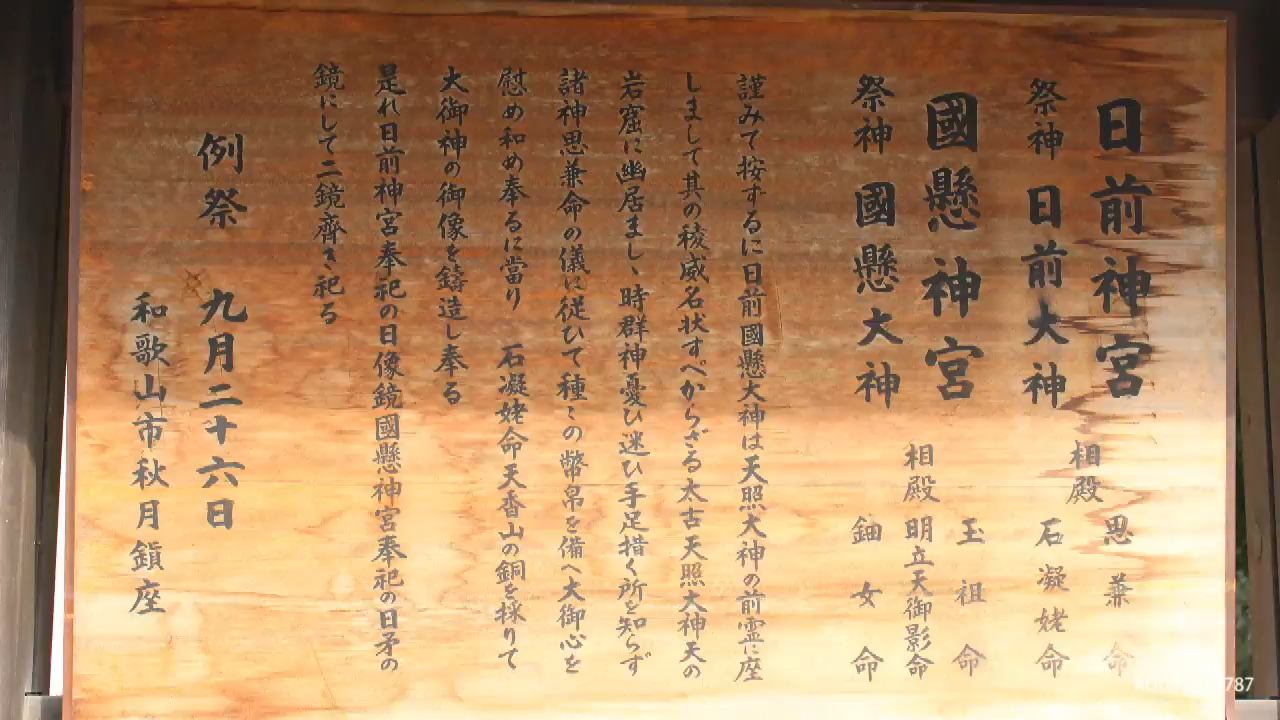 日前神宮
祭神 日前大神
相殿 思兼命
石凝姥命
國懸神宮
祭神 國懸大神
相殿 玉祖命
明立天御影命
鈿女命
謹みて按ずるに日前國懸大神は天照大神の前霊に座
しまして其の稜威名状すべからざる太古天照大神天の
岩窟に幽居まし、時群神憂ひ迷ひ手足措く所を知らず
諸神思兼命の議に従ひて種々の幣帛を備へ大御心を
慰め和め奉るに當り 石凝姥命天香山の銅を採りて
大御神の御像を鑄造し奉る
是れ日前神宮奉祀の日像鏡國懸神宮奉祀の日矛の
鏡にして二鏡齊き祀る
例祭 九月二十六日
和歌山市秋月鎮座